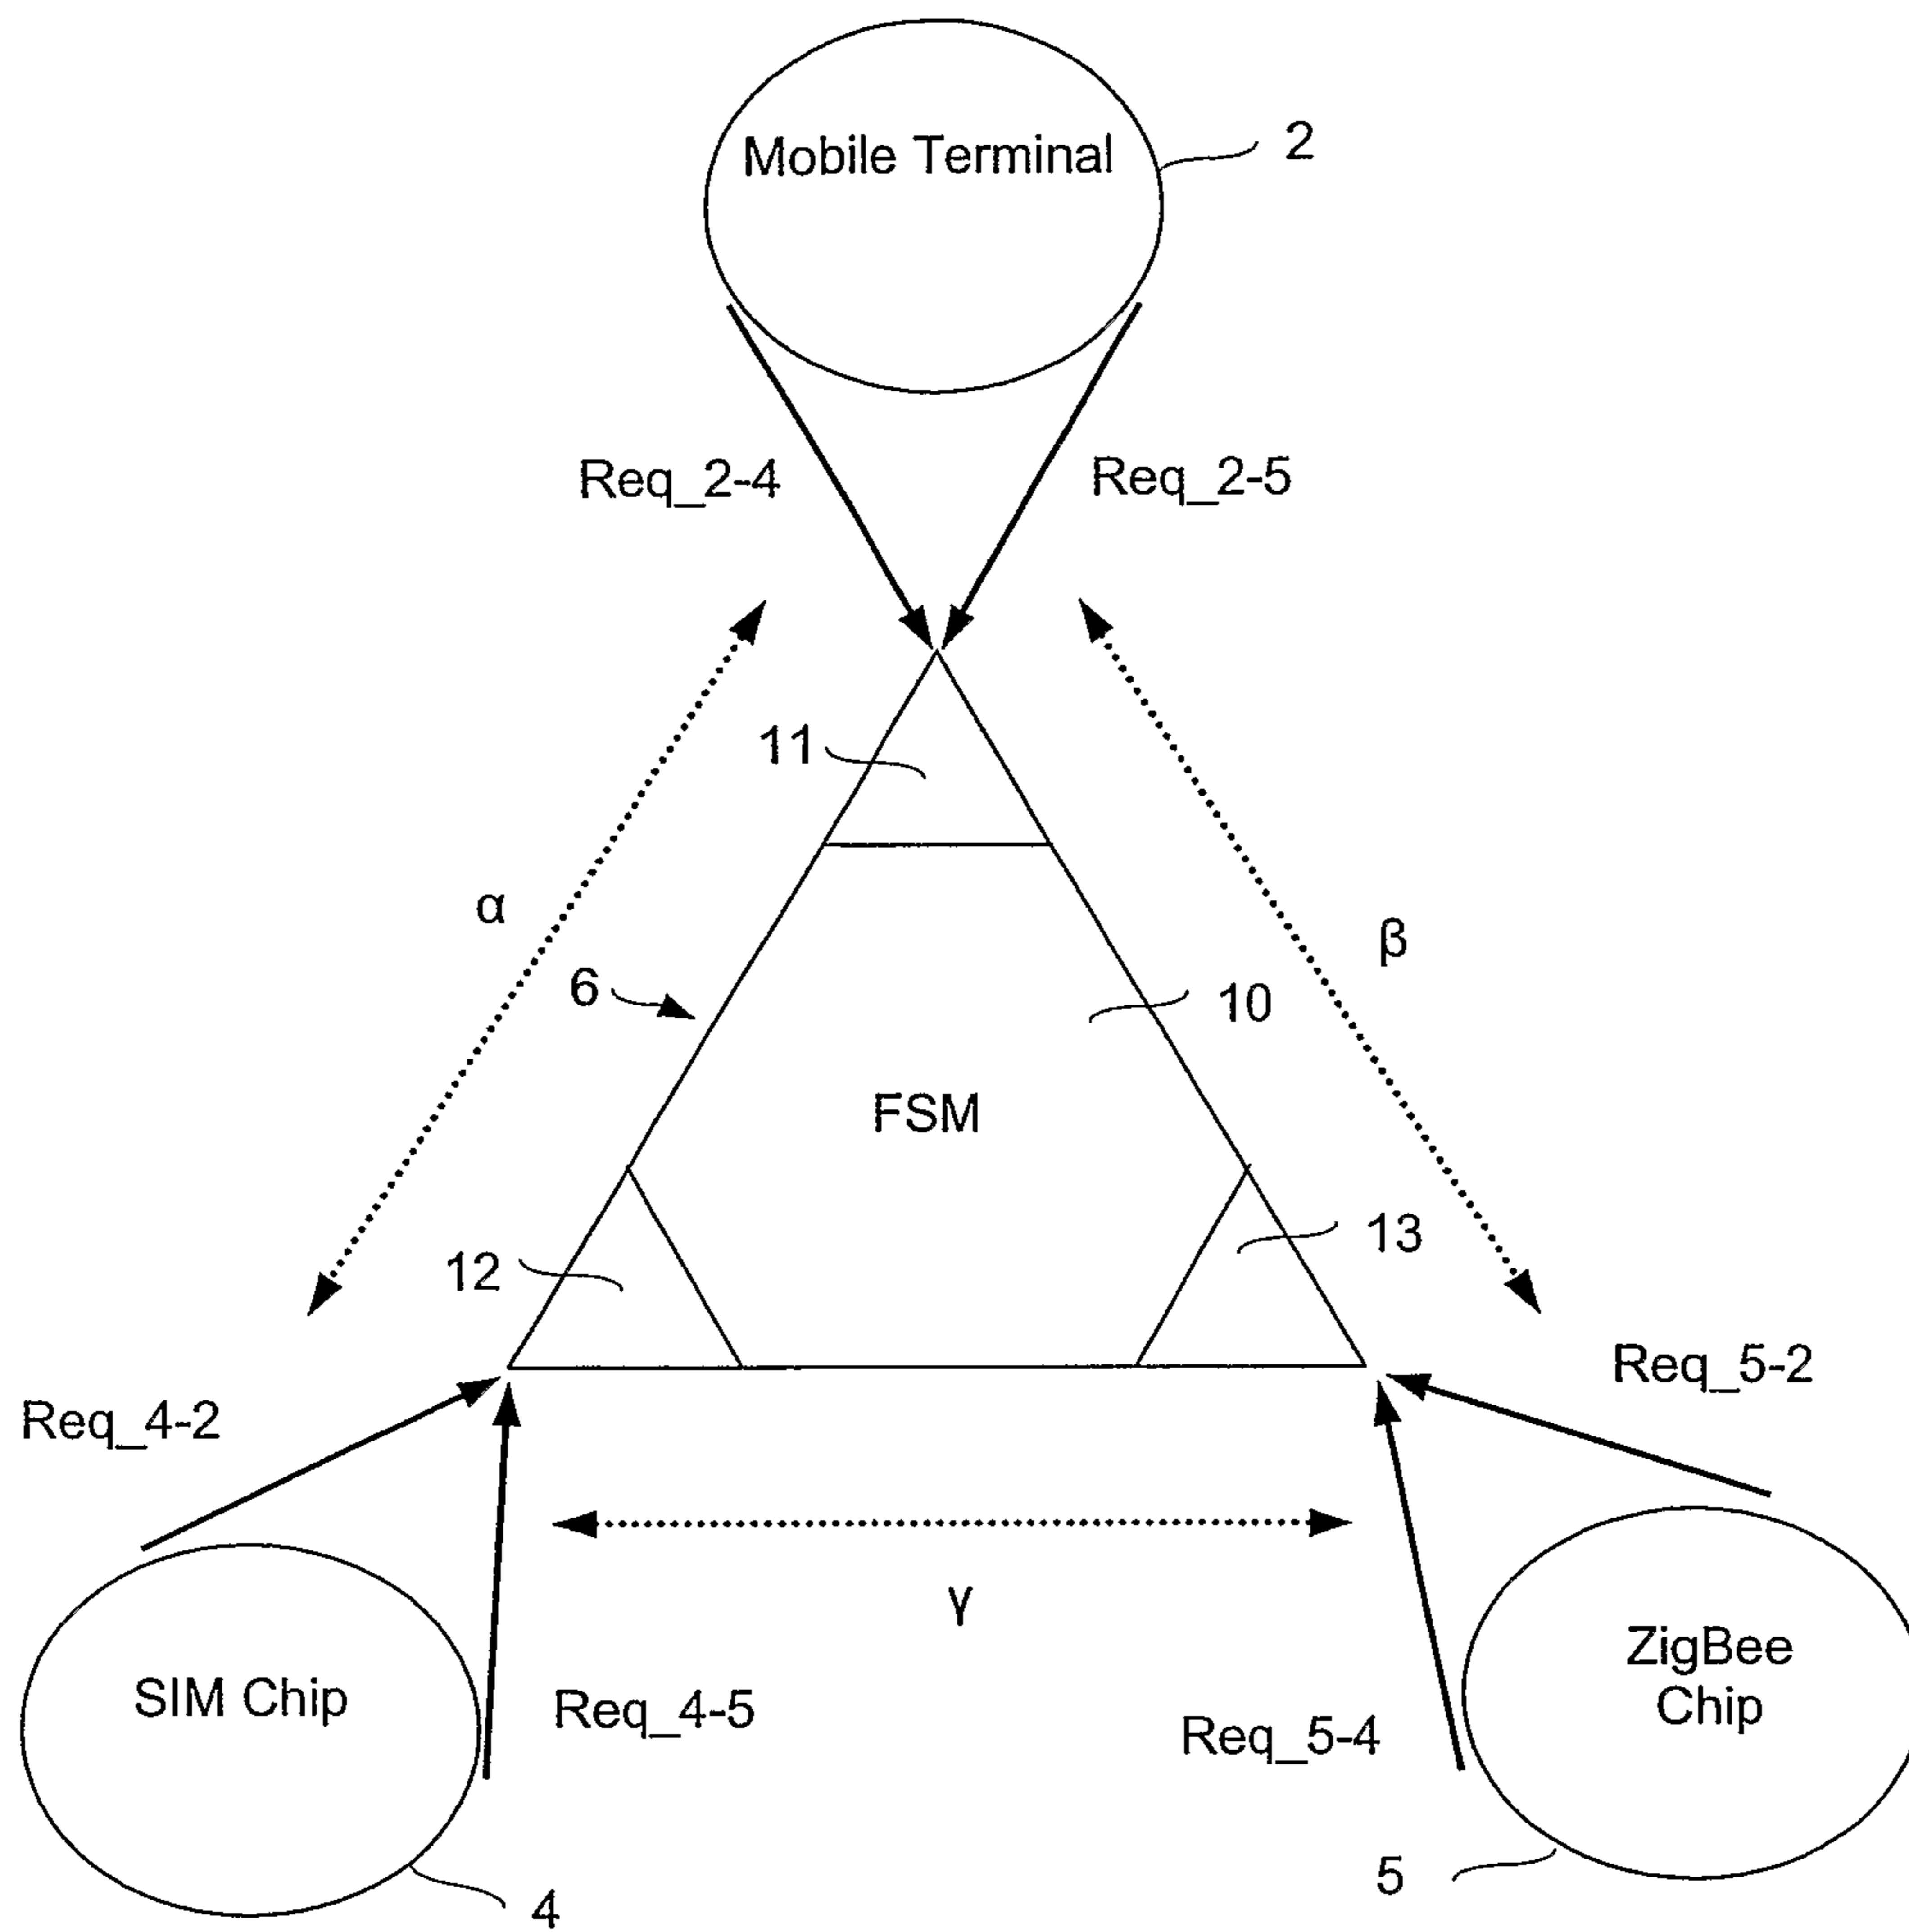 Mobile Terminal
2
Req_2-4
Req_2-5
11
α
β
6
10
FSM
12
13
Req_4-2
Req_5-2
γ
SIM Chip
ZigBee
Chip
Req_4-5
Req_5-4
4
5